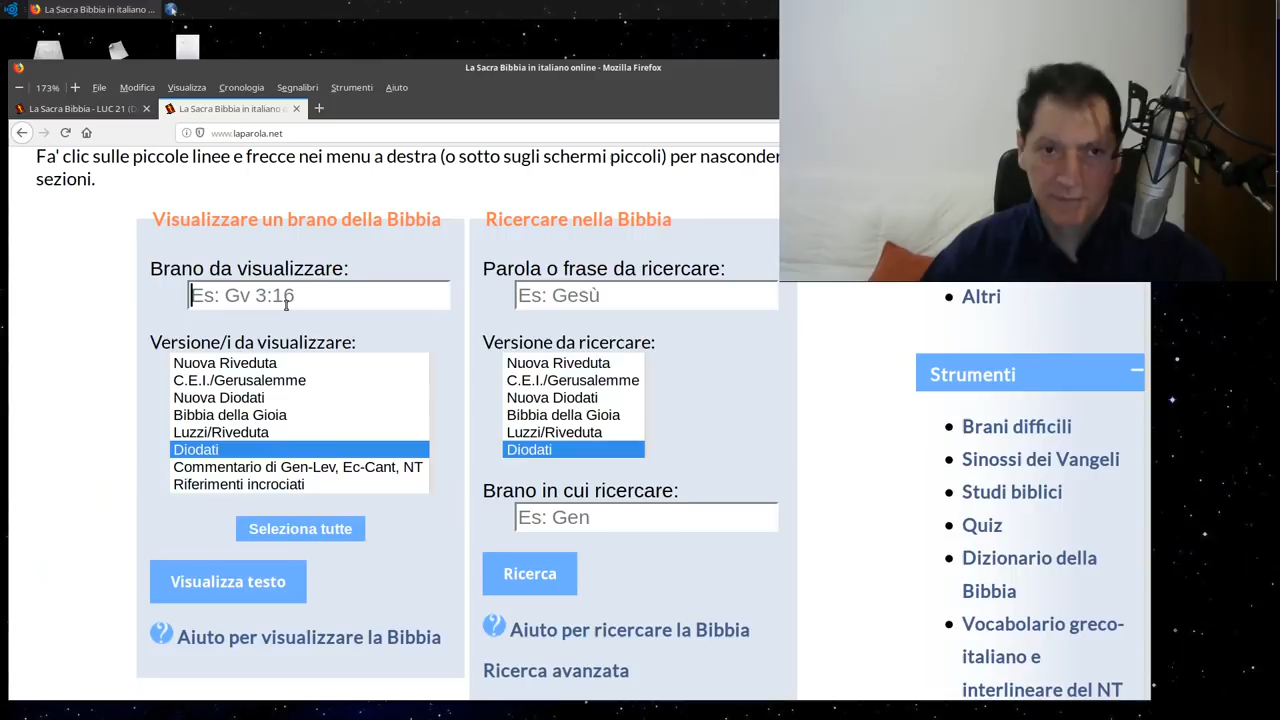 La Sacra Bibbia in italiano ...
La Sacra Bibbia in italiano online - Mozilla Firefox
173%
File Modifica Visualizza Cronologia Segnalibri Strumenti Aiuto
La Sacra Bibbia - LUC 21 (D
La Sacra Bibbia in italiano o
www.laparola.net
Fa' clic sulle piccole linee e frecce nei menu a destra (o sotto sugli schermi piccoli) per nasconder
sezioni.
Visualizzare un brano della Bibbia
Brano da visualizzare:
Es: Gv 3:16
Versione/i da visualizzare:
Nuova Riveduta
C.E.I./Gerusalemme
Nuova Diodati
Bibbia della Gioia
Luzzi/Riveduta
Diodati
Commentario di Gen-Lev, Ec-Cant, NT
Riferimenti incrociati
Seleziona tutte
Visualizza testo
Aiuto per visualizzare la Bibbia
Ricercare nella Bibbia
Parola o frase da ricercare:
Es: Gesù
Versione da ricercare:
Nuova Riveduta
C.E.I./Gerusalemme
Nuova Diodati
Bibbia della Gioia
Luzzi/Riveduta
Diodati
Brano in cui ricercare:
Es: Gen
Ricerca
Aiuto per ricercare la Bibbia
Ricerca avanzata
Altri
Strumenti
Brani difficili
Sinossi dei Vangeli
Studi biblici
Quiz
Dizionario della
Bibbia
Vocabolario greco-
italiano e
interlineare del NT